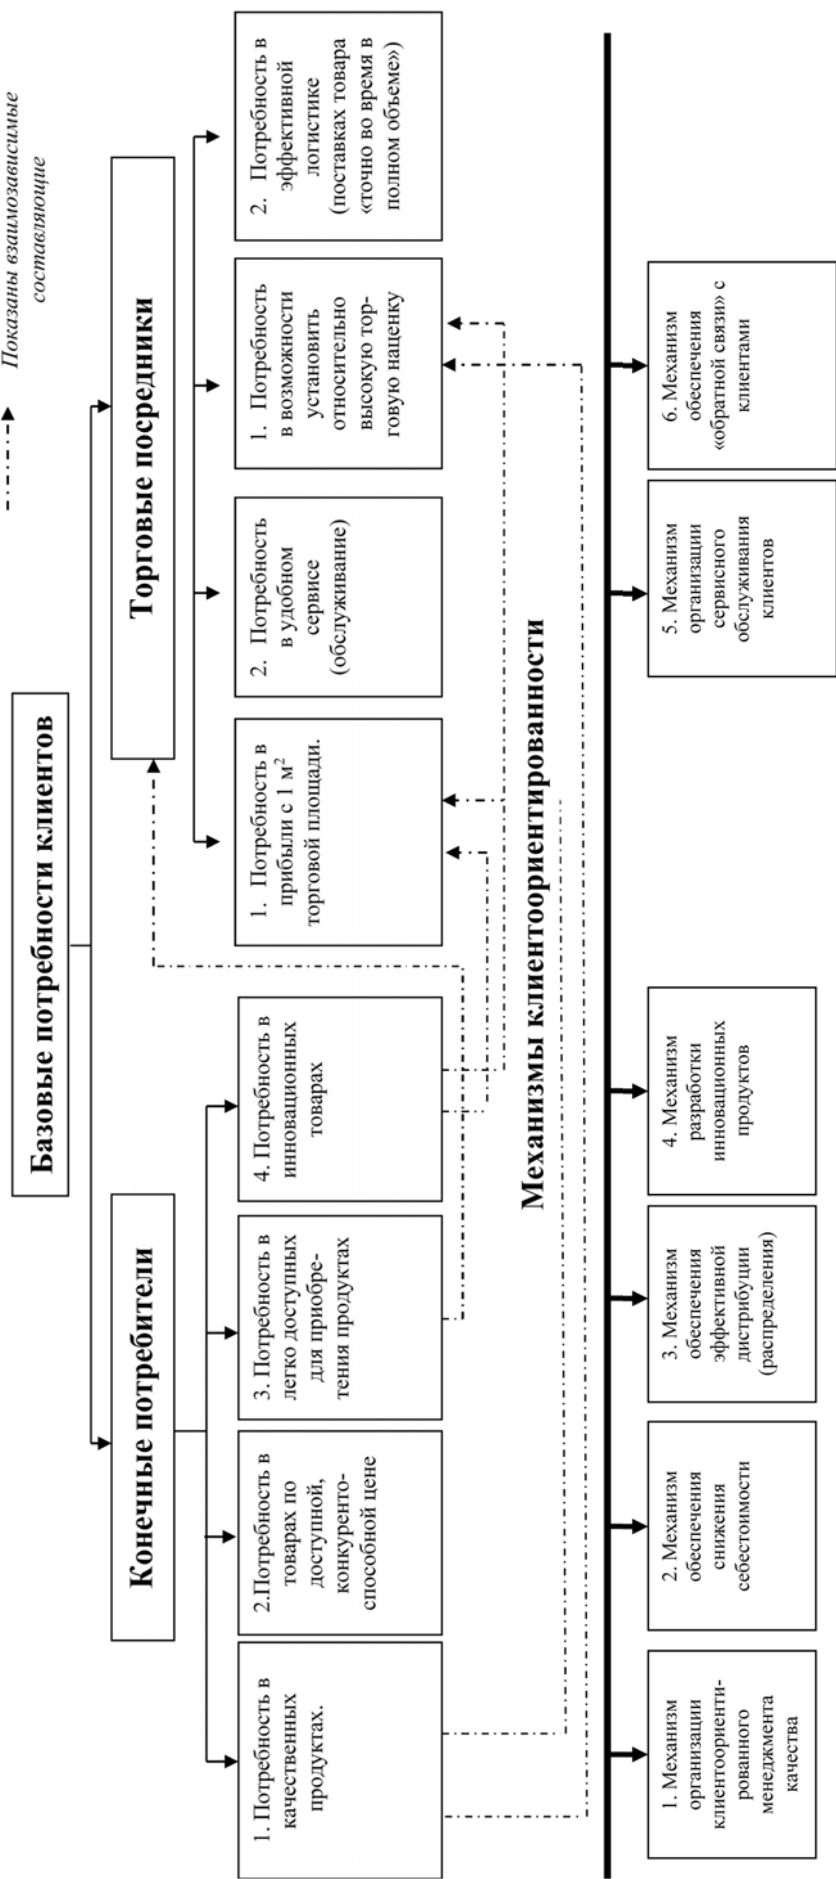 Показаны взаимозависимые
составляющие
Базовые потребности клиентов
Конечные потребители
Торговые посредники
1. Потребность в
качественных
продуктах.
2.Потребность в
товарах по
доступной,
конкуренто-
способной цене
3. Потребность в
легко доступных
для приобре-
тения продуктах
4. Потребность в
инновационных
товарах
1. Потребность в
прибыли с 1 м²
торговой площади.
2. Потребность
в удобном
сервисе
(обслуживание)
1. Потребность
в возможности
установить
относительно
высокую тор-
говую наценку
2. Потребность в
эффективной
логистике
(поставках товара
«точно во время в
полном объеме»)
Механизмы клиентоориентированности
1. Механизм
организации
клиентоориенти-
рованного
менеджмента
качества
2. Механизм
обеспечения
снижения
себестоимости
3. Механизм
обеспечения
эффективной
дистрибуции
(распределения)
4. Механизм
разработки
инновационных
продуктов
5. Механизм
организации
сервисного
обслуживания
клиентов
6. Механизм
обеспечения
«обратной связи» с
клиентами